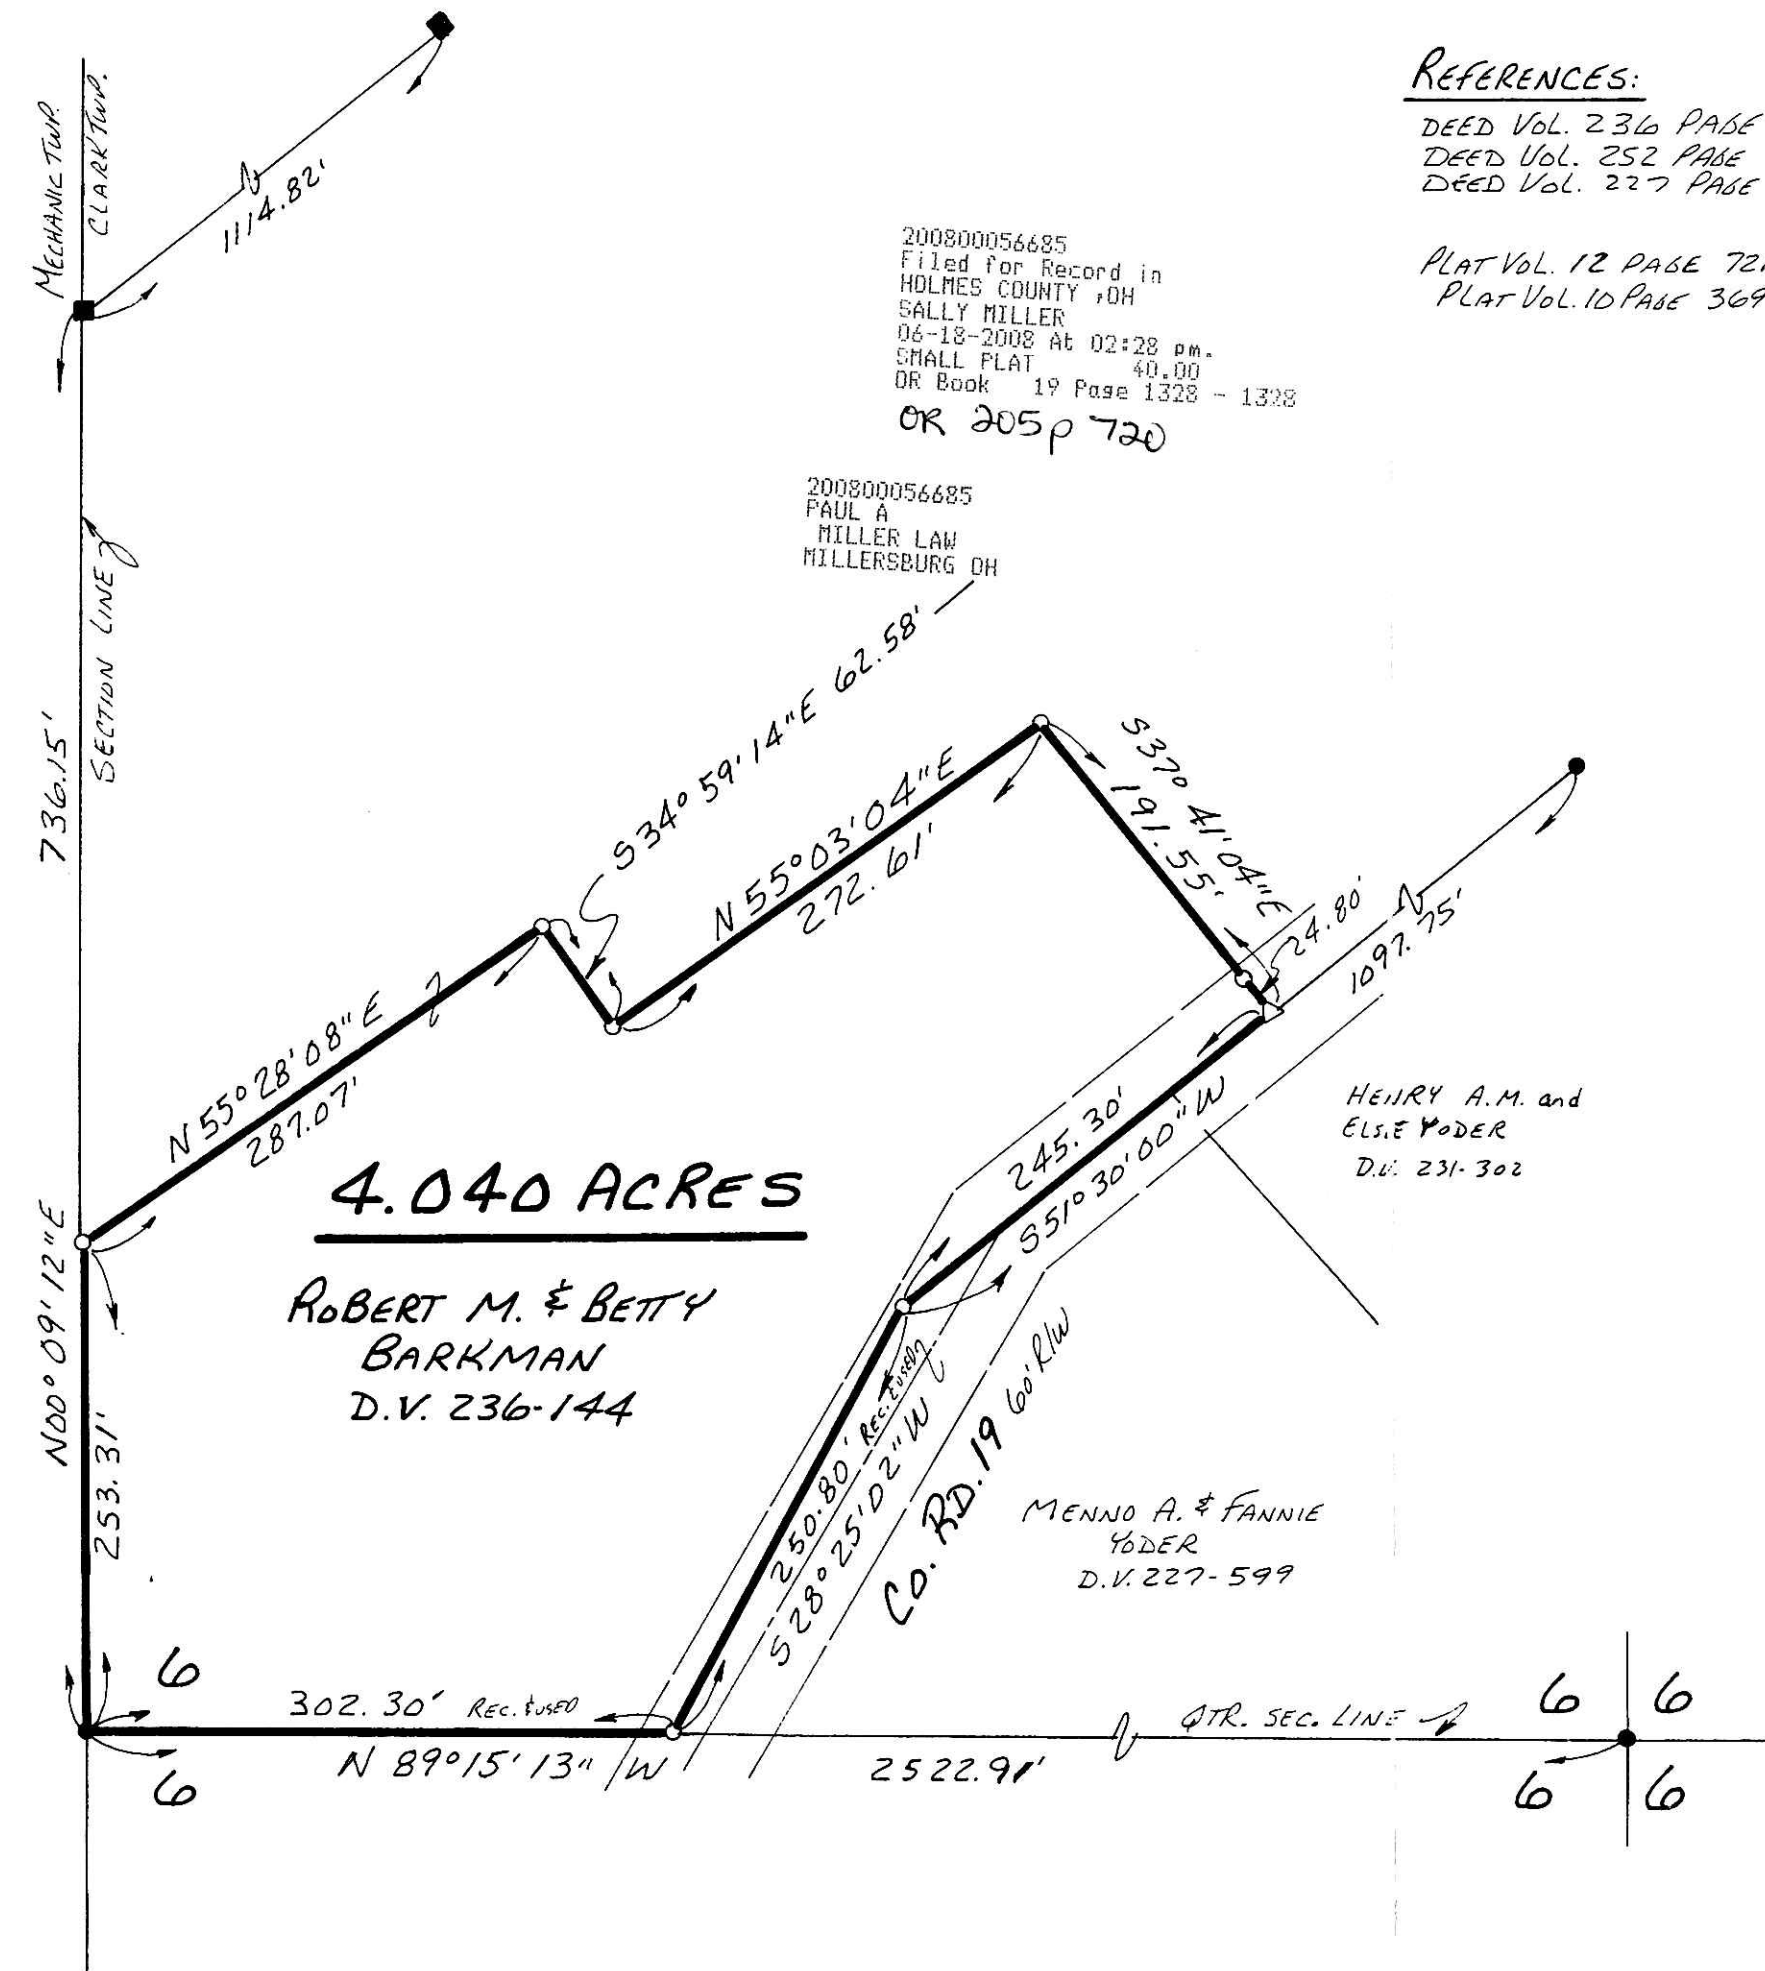 REFERENCES:
DEED VOL. 236 PAGE
DEED VOL. 252 PAGE
DEED VOL. 227 PAGE
PLAT VOL. 12 PAGE 72
PLAT VOL. 10 PAGE 369
MECHANIC TWP.
CLARK TWP.
1114.82'
200800056685
Filed for Record in
HOLMES COUNTY ,OH
SALLY MILLER
06-18-2008 At 02:28 pm.
SMALL PLAT 40.00
OR Book 19 Page 1328 - 1328
OR 205 p 720
200800056685
PAUL A
MILLER LAW
MILLERSBURG OH
SECTION LINE
736.15'
S 34° 59' 14" E 62.58'
N 55° 03' 04" E
272.61'
S 37° 41' 04" E
191.55'
24.80'
1097.75'
N 55° 28' 08" E
287.07'
245.30'
S 51° 30' 00" W
HENRY A.M. and
ELSIE YODER
D.V. 231-302
4.040 ACRES
ROBERT M. & BETTY
BARKMAN
D.V. 236-144
N00° 09' 12" E
253.31'
250.80' REC. & USED
S 28° 25' 02" W
CO. RD. 19 60' R/W
MENNO A. & FANNIE
YODER
D.V. 227-599
6
302.30' REC. & USED
N 89° 15' 13" W
6
2522.91'
QTR. SEC. LINE
6 6
6 6